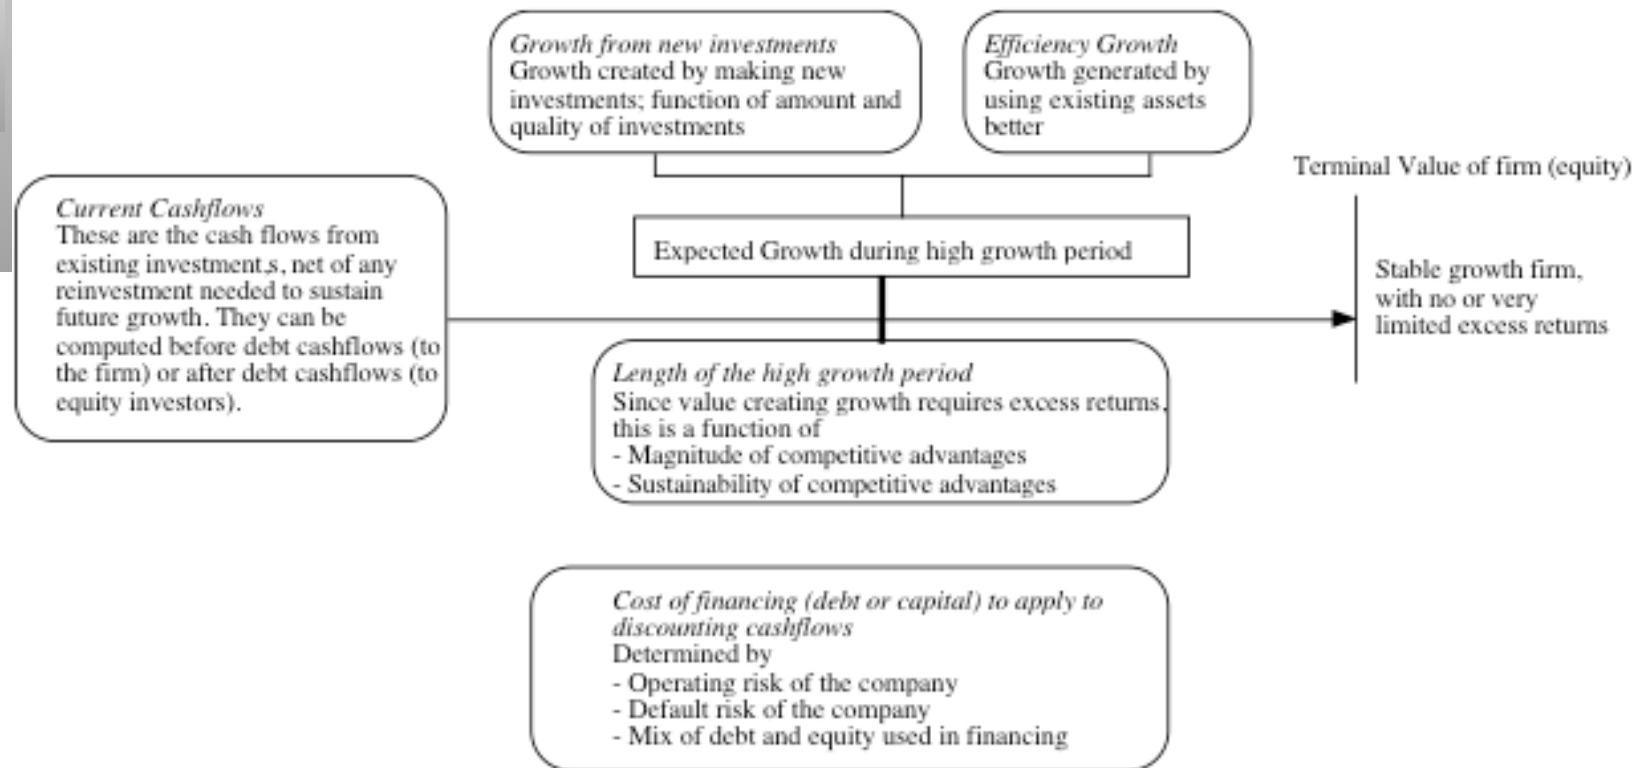 Growth from new investments
Growth created by making new
investments; function of amount and
quality of investments
Efficiency Growth
Growth generated by
using existing assets
better
Terminal Value of firm (equity)
Current Cashflows
These are the cash flows from
existing investment,s, net of any
reinvestment needed to sustain
future growth. They can be
computed before debt cashflows (to
the firm) or after debt cashflows (to
equity investors).
Expected Growth during high growth period
Stable growth firm,
with no or very
limited excess returns
Length of the high growth period
Since value creating growth requires excess returns,
this is a function of
- Magnitude of competitive advantages
- Sustainability of competitive advantages
Cost of financing (debt or capital) to apply to
discounting cashflows
Determined by
- Operating risk of the company
- Default risk of the company
- Mix of debt and equity used in financing